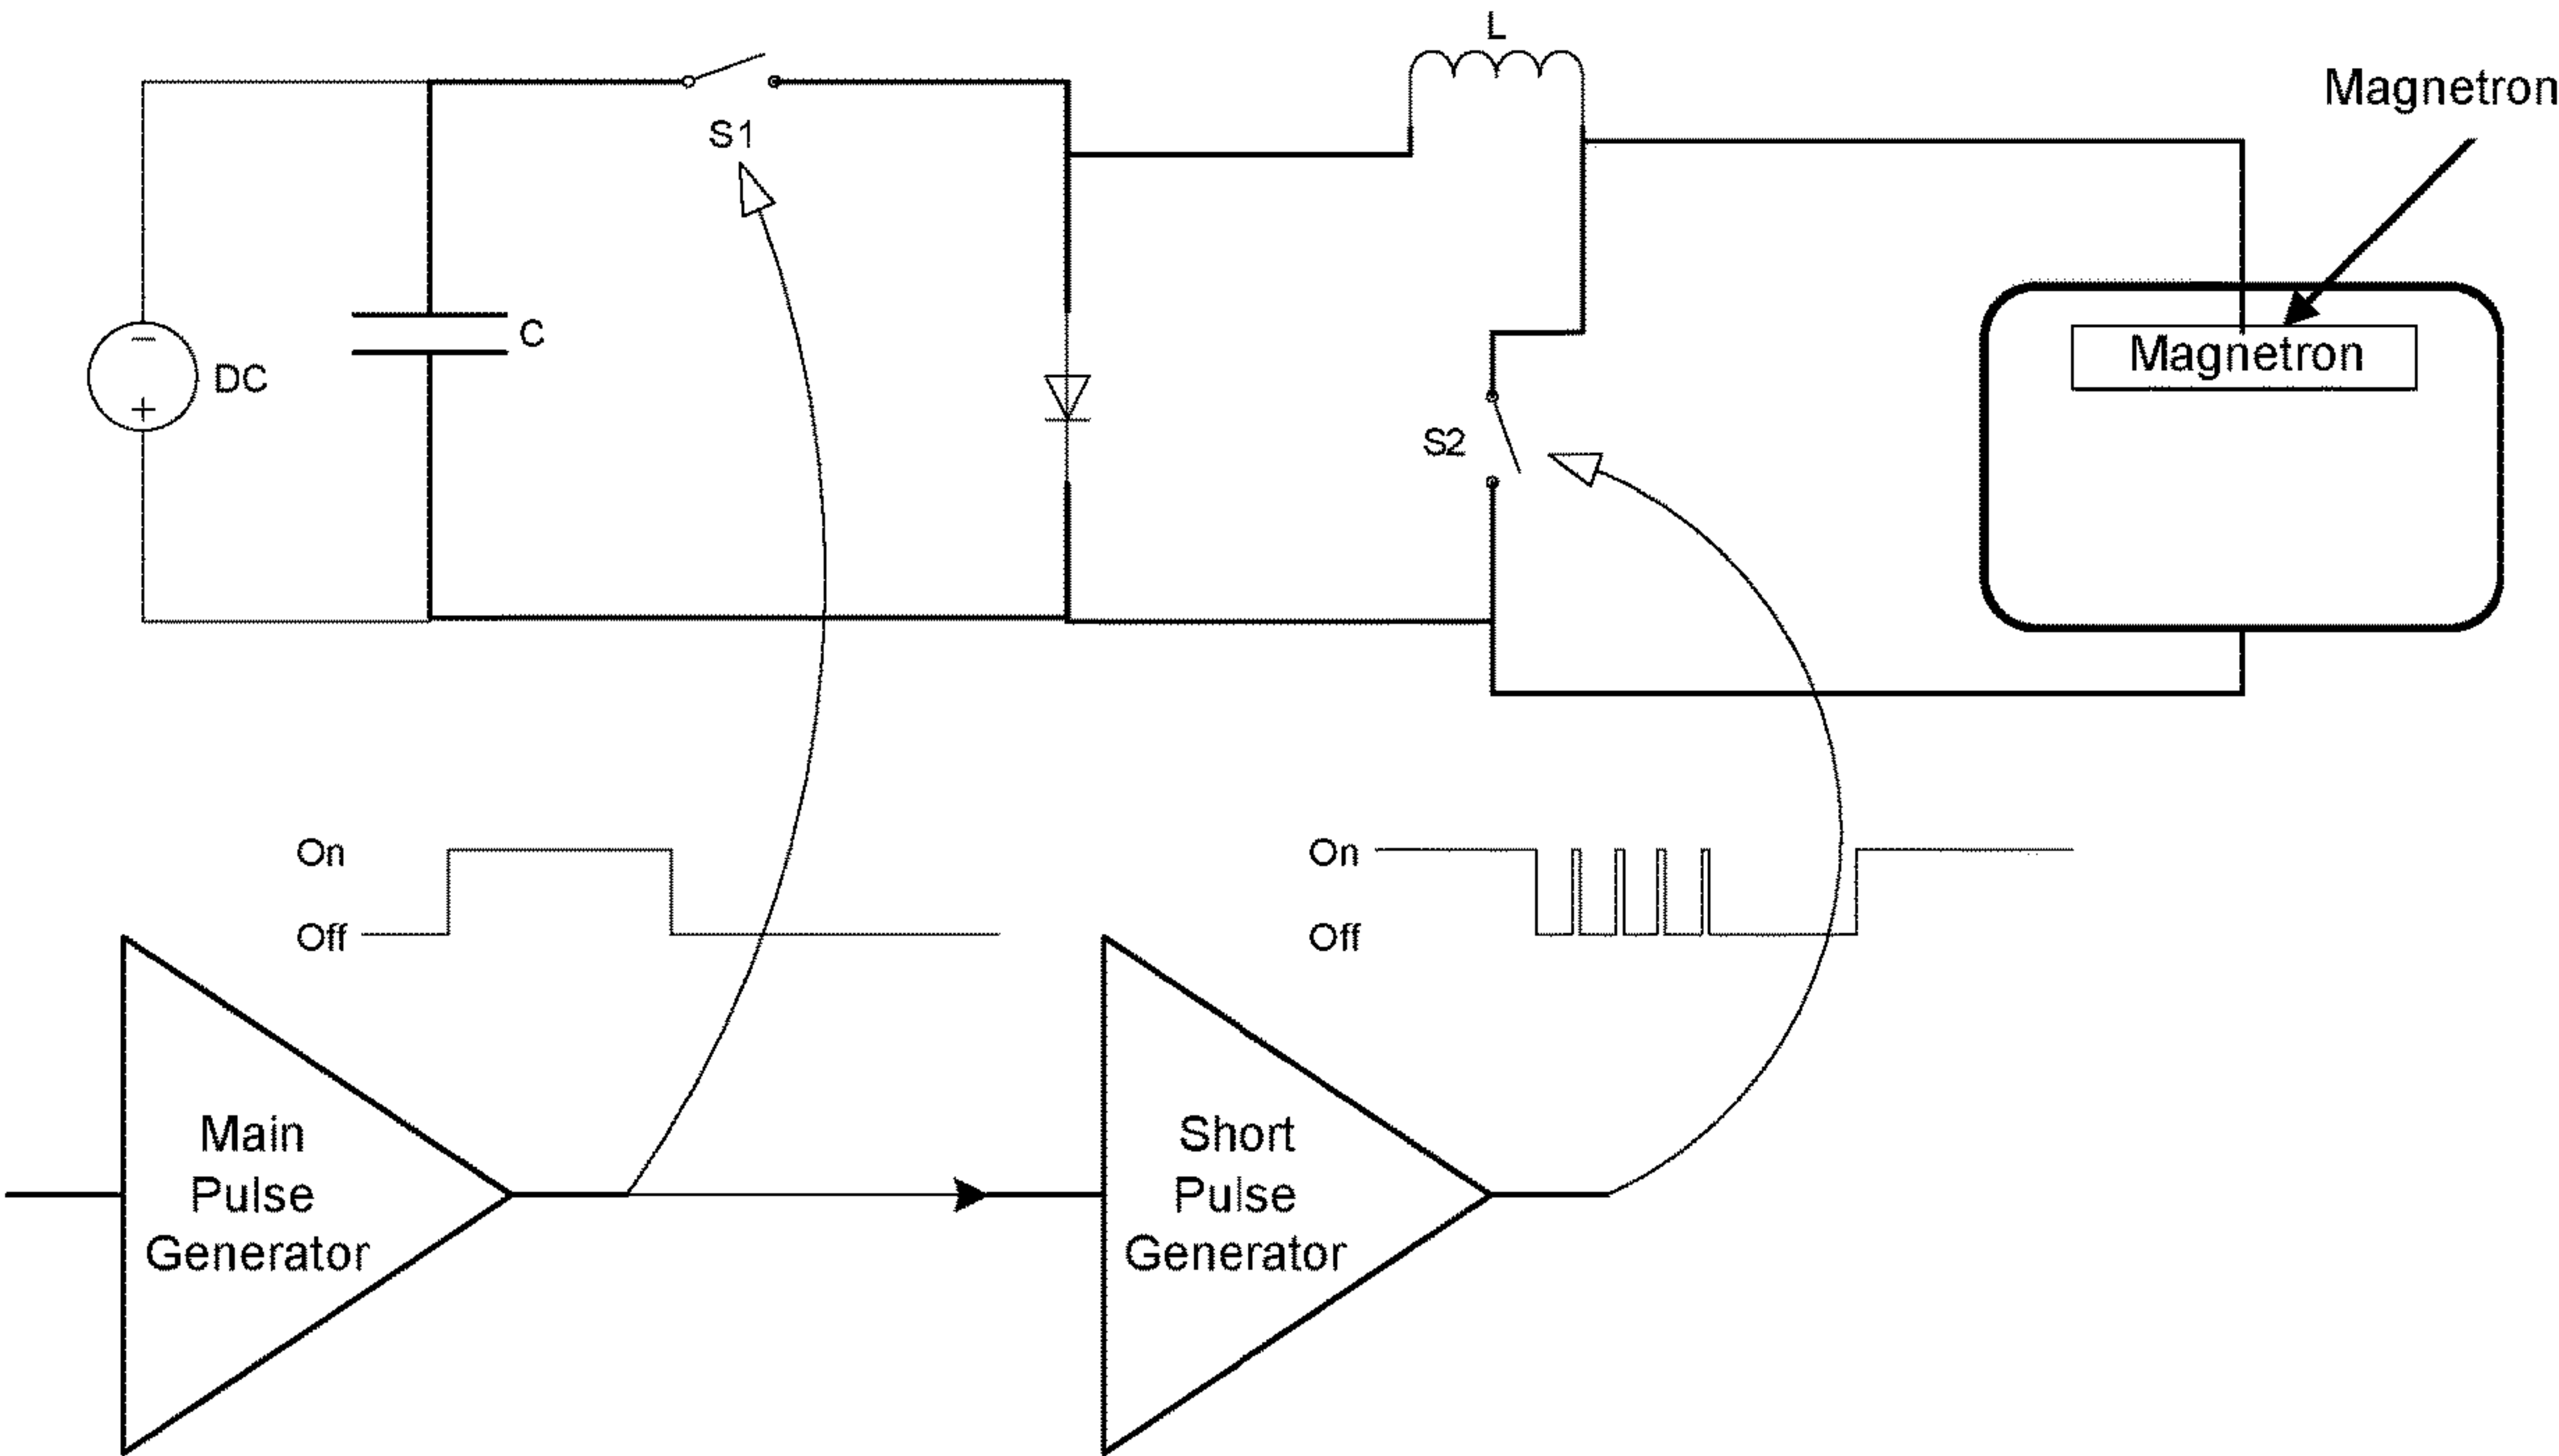 L
Magnetron
S1
C
DC
−
+
Magnetron
S2
On
Off
On
Off
Main
Pulse
Generator
Short
Pulse
Generator